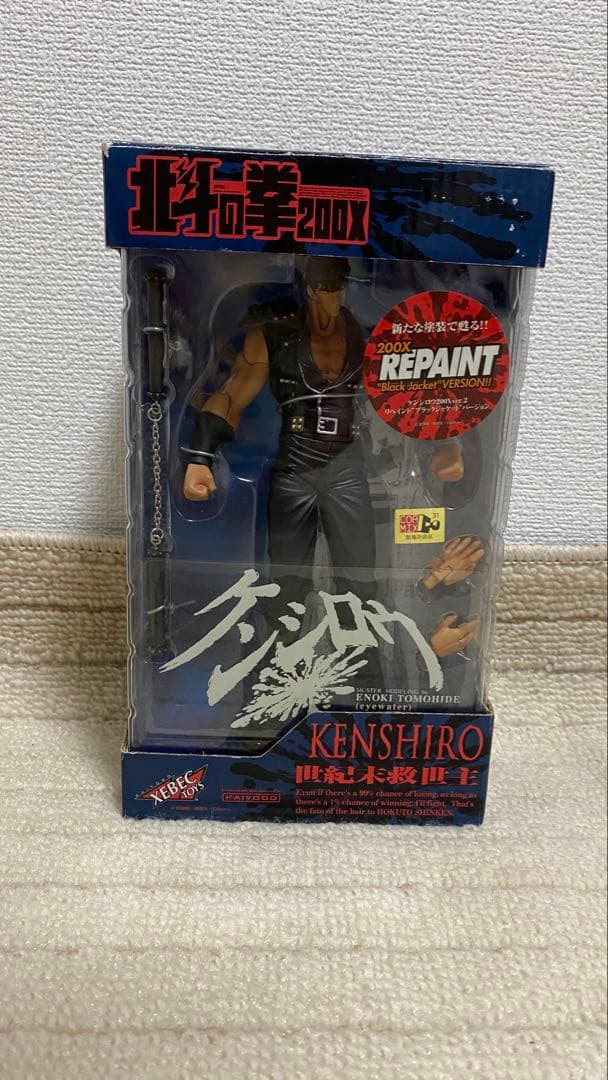 北斗の拳200X
新たな塗装で甦る!!
200X
REPAINT
"Black Jacket"VERSION!!
ケンシロウ200X ver.2
リペイント"ブラックジャケット"バージョン
ケンシロウ
MUSTER MODELING by
ENOKI TOMOHIDE
(eyewater)
KENSHIRO
世紀末救世主
Even if there's a 99% chance of losing, as long as
there's a 1% chance of winning, I'll fight. That's
the fate of the heir to HOKUTO SHINKEN.
XEBEC
TOYS
KAIYODO